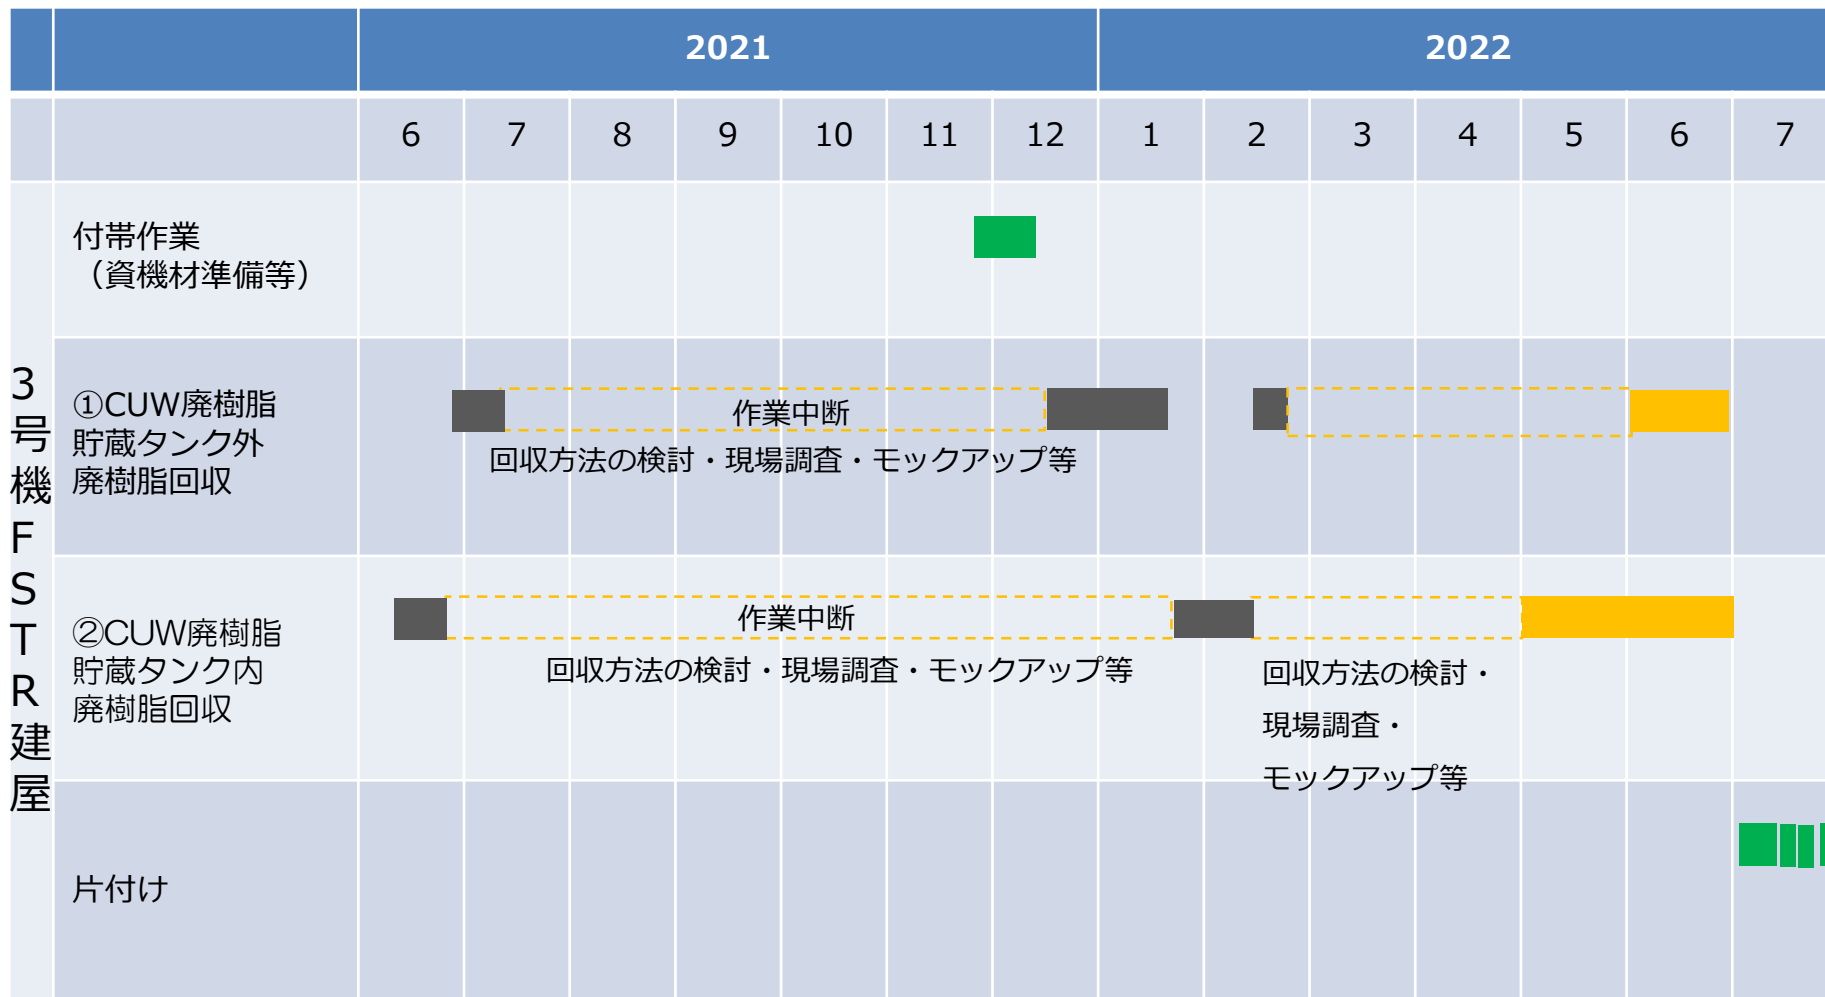 2021
2022
6
7
8
9
10
11
12
1
2
3
4
5
6
7
3
号
機
F
S
T
R
建
屋
付帯作業
（資機材準備等）
①CUW廃樹脂
貯蔵タンク外
廃樹脂回収
作業中断
回収方法の検討・現場調査・モックアップ等
②CUW廃樹脂
貯蔵タンク内
廃樹脂回収
作業中断
回収方法の検討・現場調査・モックアップ等
回収方法の検討・
現場調査・
モックアップ等
片付け